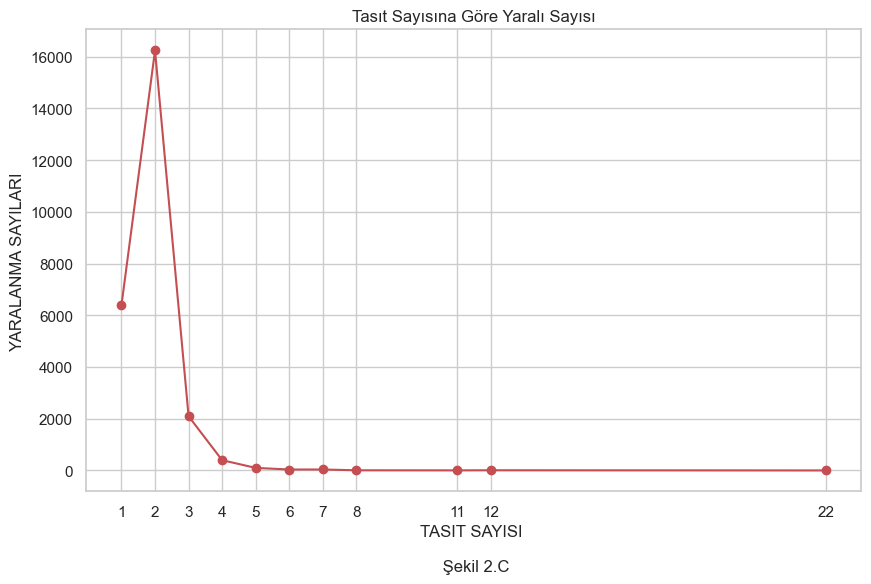 Tasıt Sayısına Göre Yaralı Sayısı
YARALANMA SAYILARI
16000
14000
12000
10000
8000
6000
4000
2000
0
1 2 3 4 5 6 7 8 11 12 22
TASIT SAYISI
Şekil 2.C